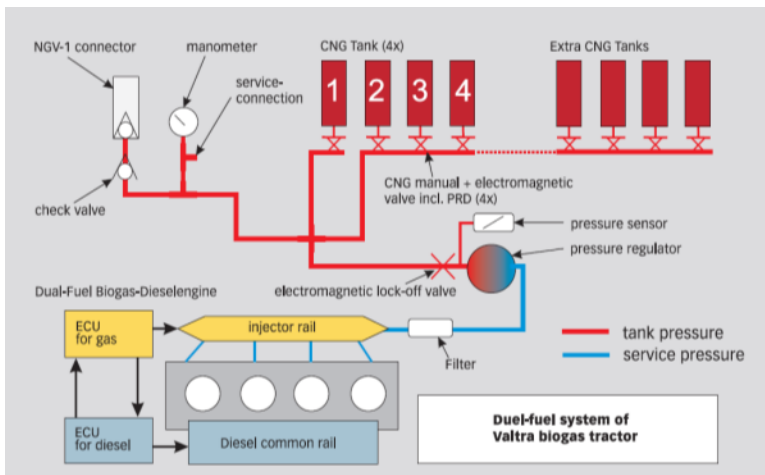 NGV-1 connector
manometer
service-
connection
CNG Tank (4x)
Extra CNG Tanks
1
2
3
4
check valve
CNG manual + electromagnetic
valve incl. PRD (4x)
pressure sensor
pressure regulator
electromagnetic lock-off valve
Dual-Fuel Biogas-Dieselengine
ECU
for gas
injector rail
Filter
tank pressure
service pressure
ECU
for diesel
Diesel common rail
Duel-fuel system of
Valtra biogas tractor